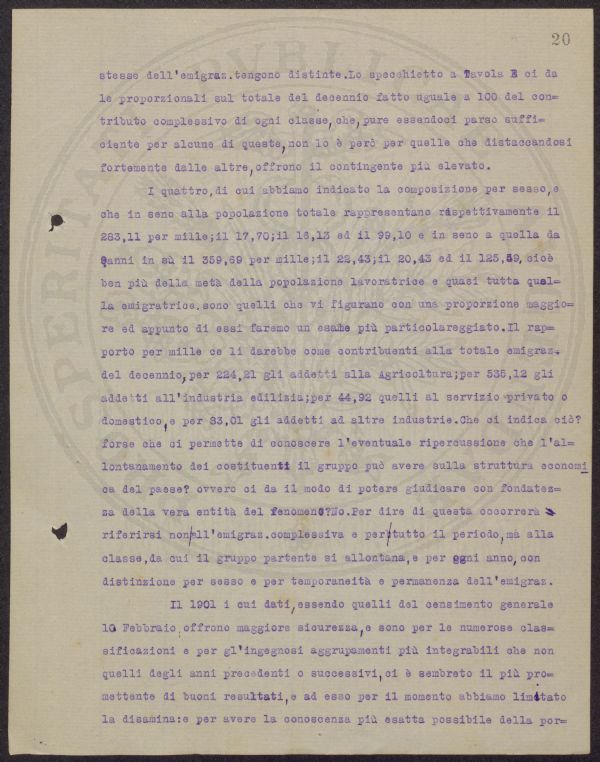 20
stesse dell'emigraz.tengono distinte.Lo specchietto a Tavola E ci da
le proporzionali sul totale del decennio fatto uguale a 100 del con=
tributo complessivo di ogni classe,che,pure essendoci parso suffi=
ciente per alcune di queste,non lo è però per quelle che distaccandosi
fortemente dalle altre,offrono il contingente più elevato.
I quattro,di cui abbiamo indicato la composizione per sesso,e
che in seno alla popolazione totale rappresentano rispettivamente il
283,11 per mille;il 17,70;il 16,13 ed il 99,10 e in seno a quella da
9anni in sù il 359,69 per mille;il 22,43;il 20,43 ed il 125,59,cioè
ben più della metà della popolazione lavoratrice e quasi tutta quel=
la emigratrice.sono quelli che vi figurano con una proporzione maggio=
re ed appunto di essi faremo un esame più particolareggiato.Il rap=
porto per mille ce li darebbe come contribuenti alla totale emigraz.
del decennio,per 224,21 gli addetti alla Agricoltura;per 535,12 gli
addetti all'industria edilizia;per 44,92 quelli al servizio privato o
domestico,e per 83,01 gli addetti ad altre industrie.Che ci indica ciò?
forse che ci permette di conoscere l'eventuale ripercussione che l'al=
lontanamento dei costituenti il gruppo può avere sulla struttura economi
ca del paese? ovvero ci da il modo di potere giudicare con fondatez=
za della vera entità del fenomeno?No.Per dire di questa occorrerà
riferirsi non/all'emigraz.complessiva e per/tutto il periodo,mà alla
classe,da cui il gruppo partente si allontana,e per ogni anno,con
distinzione per sesso e per temporaneità e permanenza dell'emigraz.
Il 1901 i cui dati,essendo quelli del censimento generale
10 Febbraio offrono maggiore sicurezza,e sono per le numerose clas=
sificazioni e per gl'ingegnosi aggrupamenti più integrabili che non
quelli degli anni precedenti o successivi,ci è sembreto il più pro=
mettente di buoni resultati,e ad esso per il momento abbiamo limitato
la disamina:e per avere la conoscenza più esatta possibile della por=